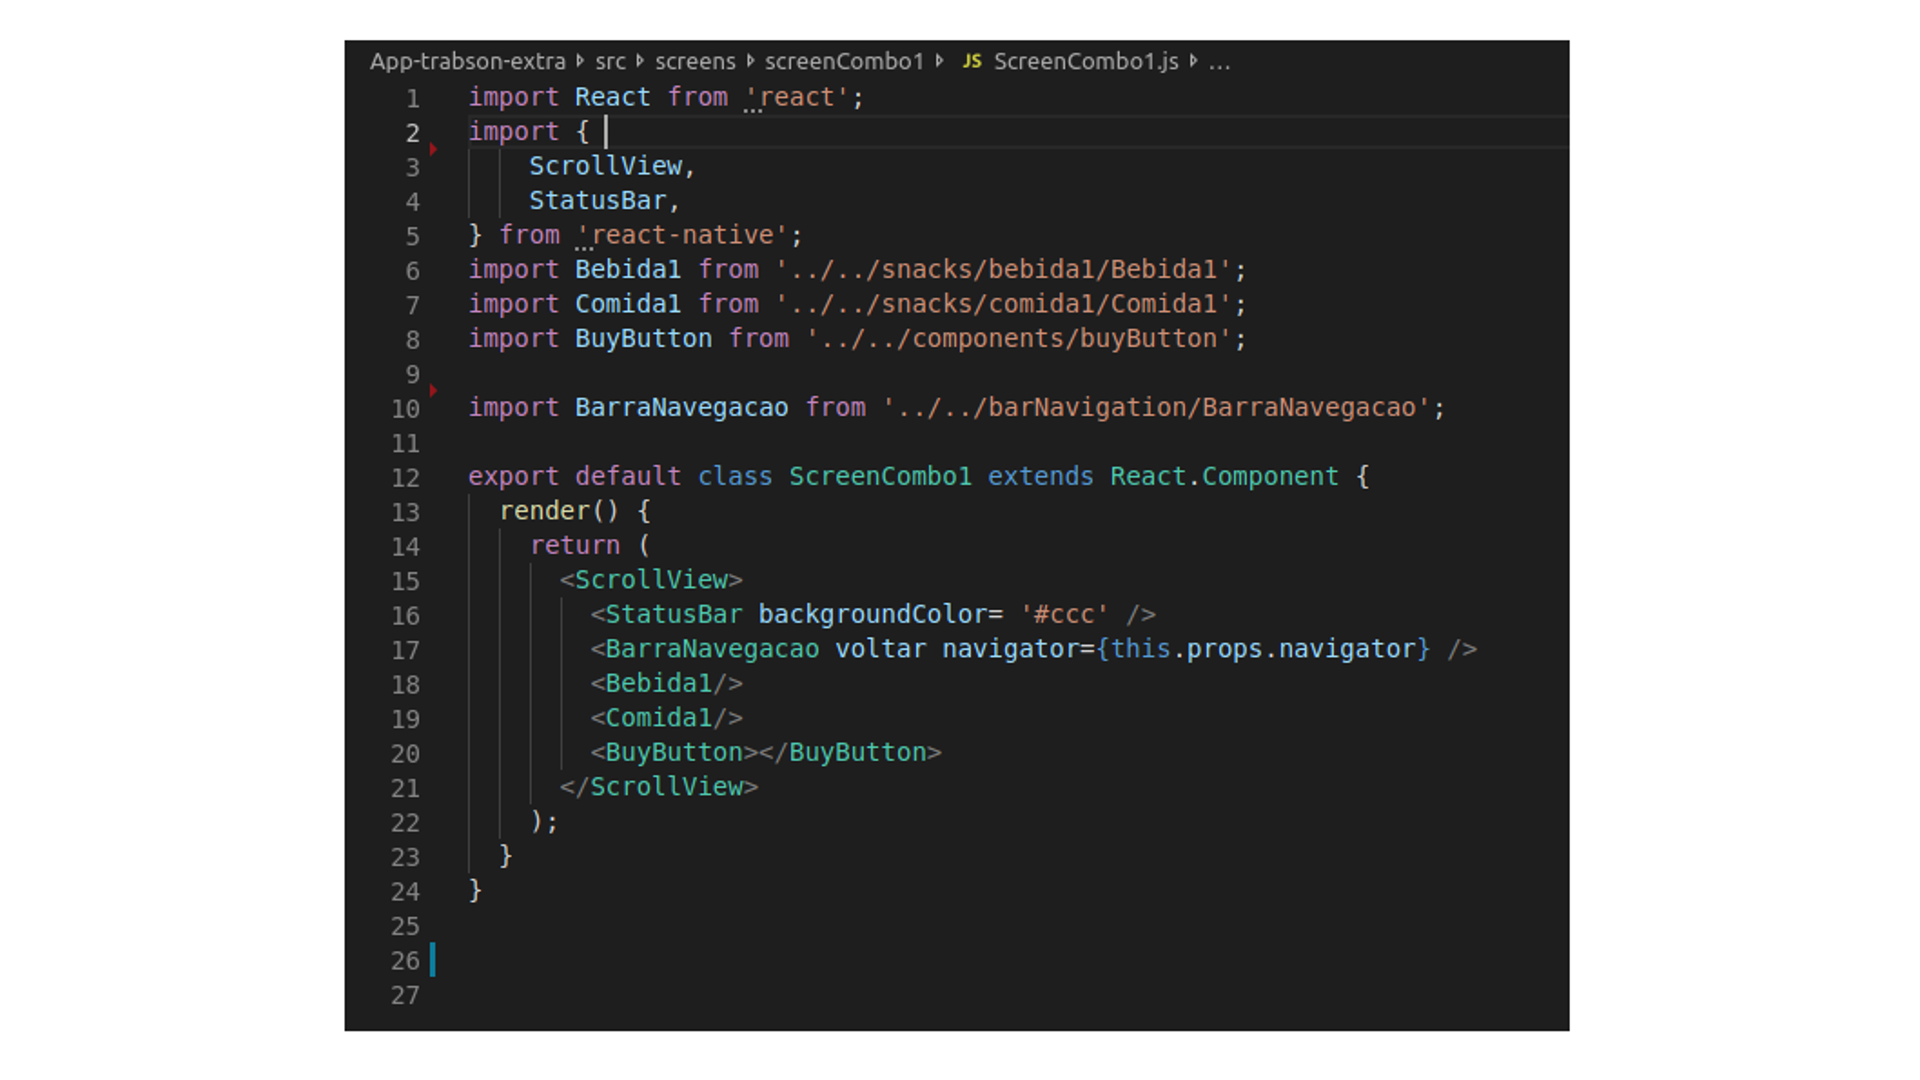 App-trabson-extra ▸ src ▸ screens ▸ screenCombo1 ▸ JS ScreenCombo1.js ▸ ...
1 import React from 'react';
2 import {
3     ScrollView,
4     StatusBar,
5 } from 'react-native';
6 import Bebida1 from '../../snacks/bebida1/Bebida1';
7 import Comida1 from '../../snacks/comida1/Comida1';
8 import BuyButton from '../../components/buyButton';
9
10 import BarraNavegacao from '../../barNavigation/BarraNavegacao';
11
12 export default class ScreenCombo1 extends React.Component {
13   render() {
14     return (
15       <ScrollView>
16         <StatusBar backgroundColor= '#ccc' />
17         <BarraNavegacao voltar navigator={this.props.navigator} />
18         <Bebida1/>
19         <Comida1/>
20         <BuyButton></BuyButton>
21       </ScrollView>
22     );
23   }
24 }
25
26
27